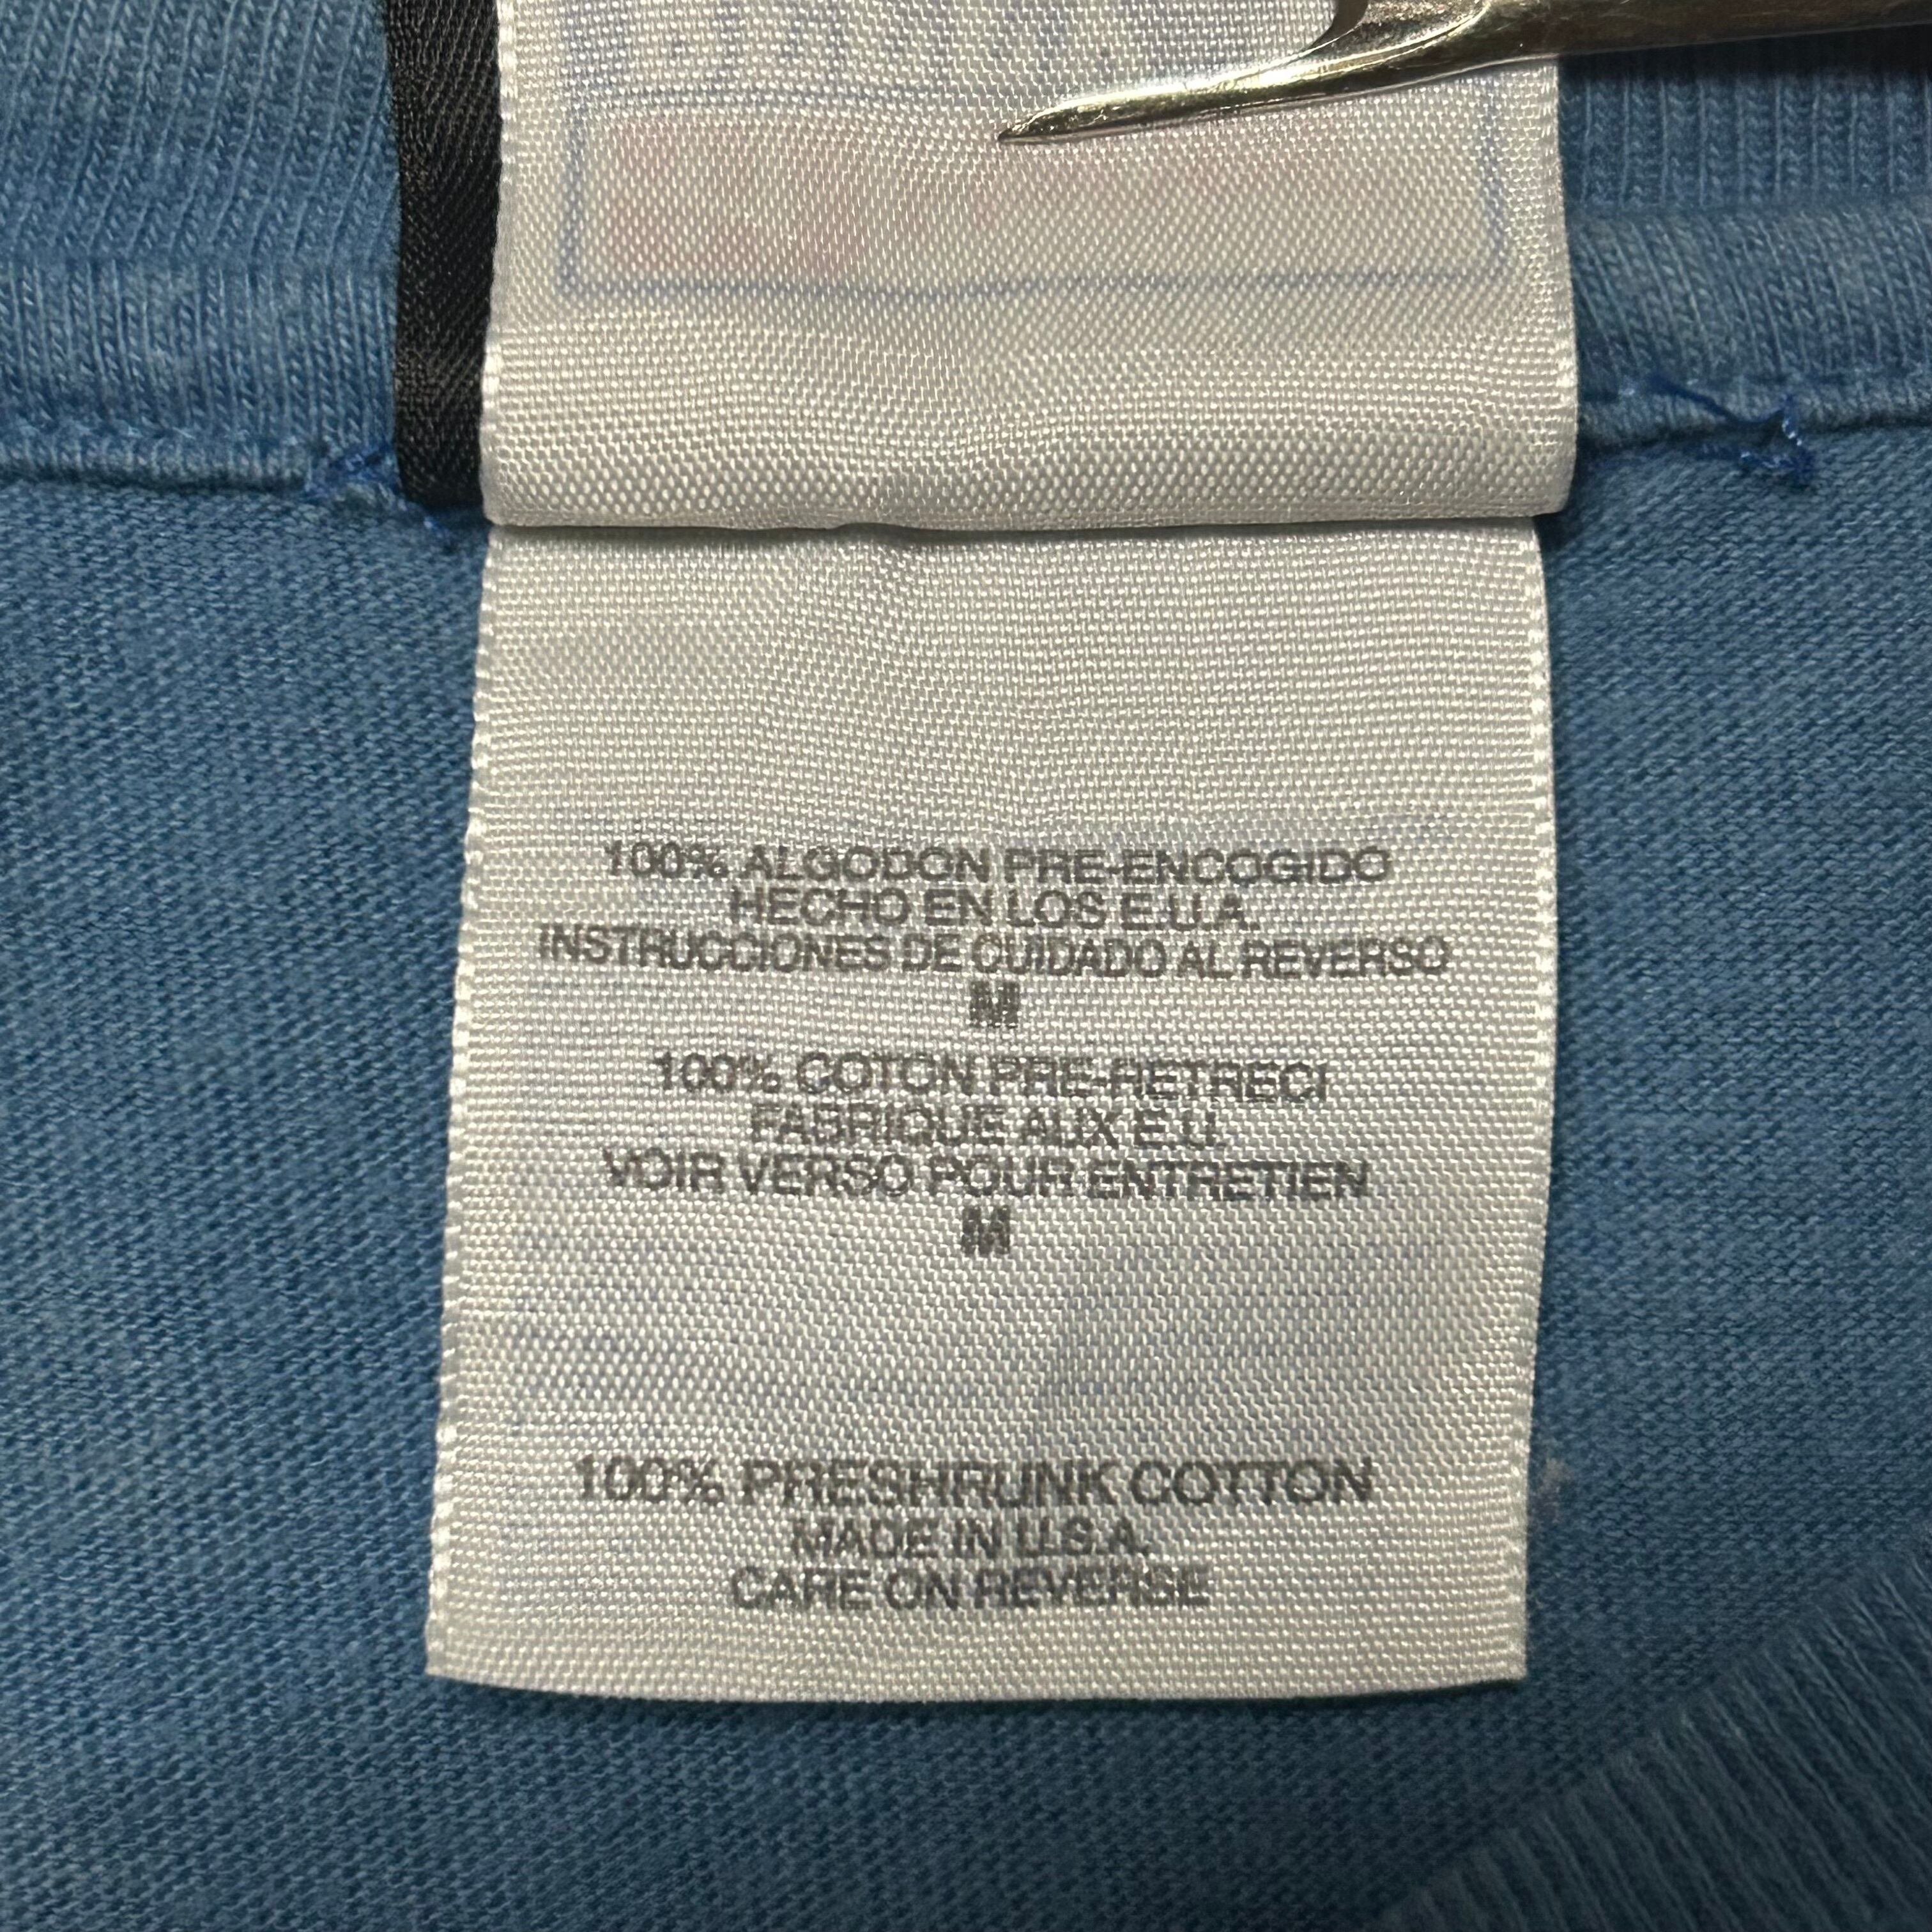 100% ALGODON PRE-ENCOGIDO
HECHO EN LOS E.U.A.
INSTRUCCIONES DE CUIDADO AL REVERSO
M
100% COTON PRE-RETRECI
FABRIQUE AUX E.U.
VOIR VERSO POUR ENTRETIEN
M
100% PRESHRUNK COTTON
MADE IN U.S.A.
CARE ON REVERSE